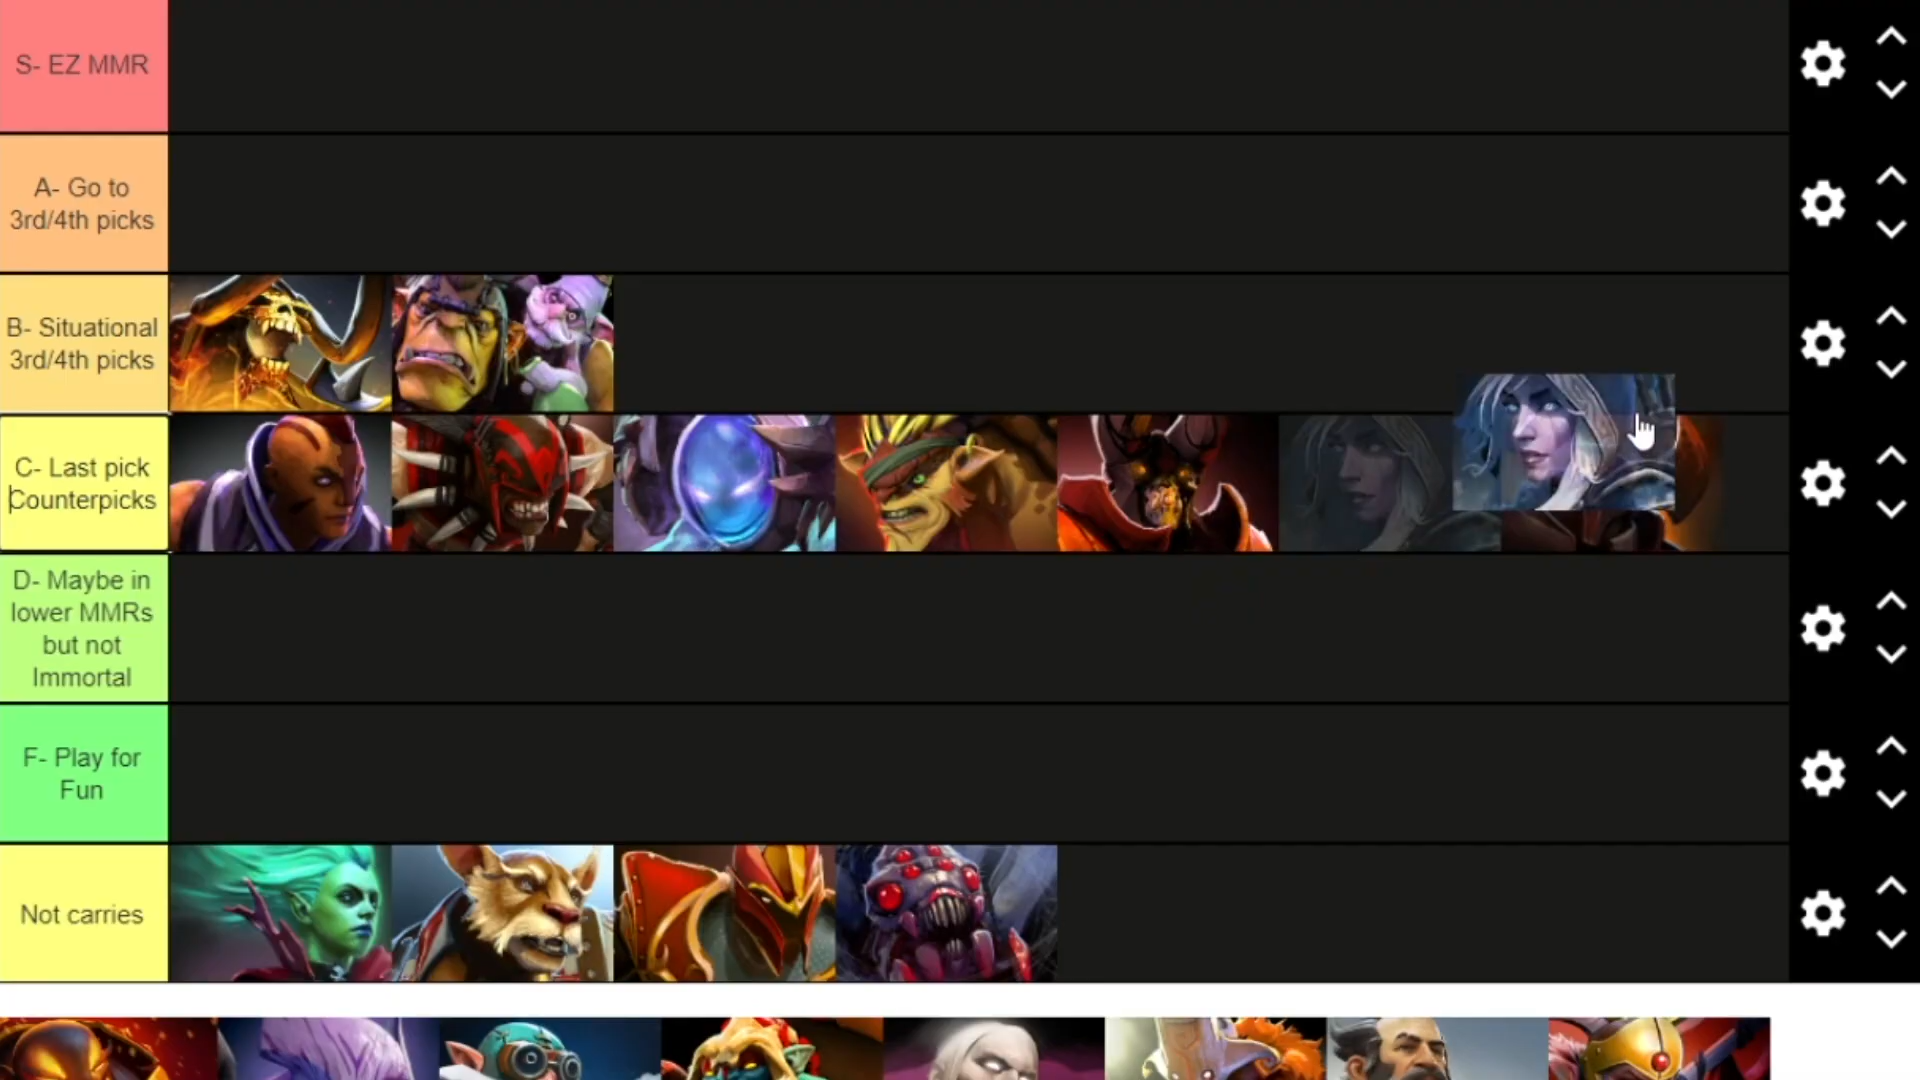 S- EZ MMR
A- Go to
3rd/4th picks
B- Situational
3rd/4th picks
C- Last pick
Counterpicks
D- Maybe in
lower MMRs
but not
Immortal
F- Play for
Fun
Not carries